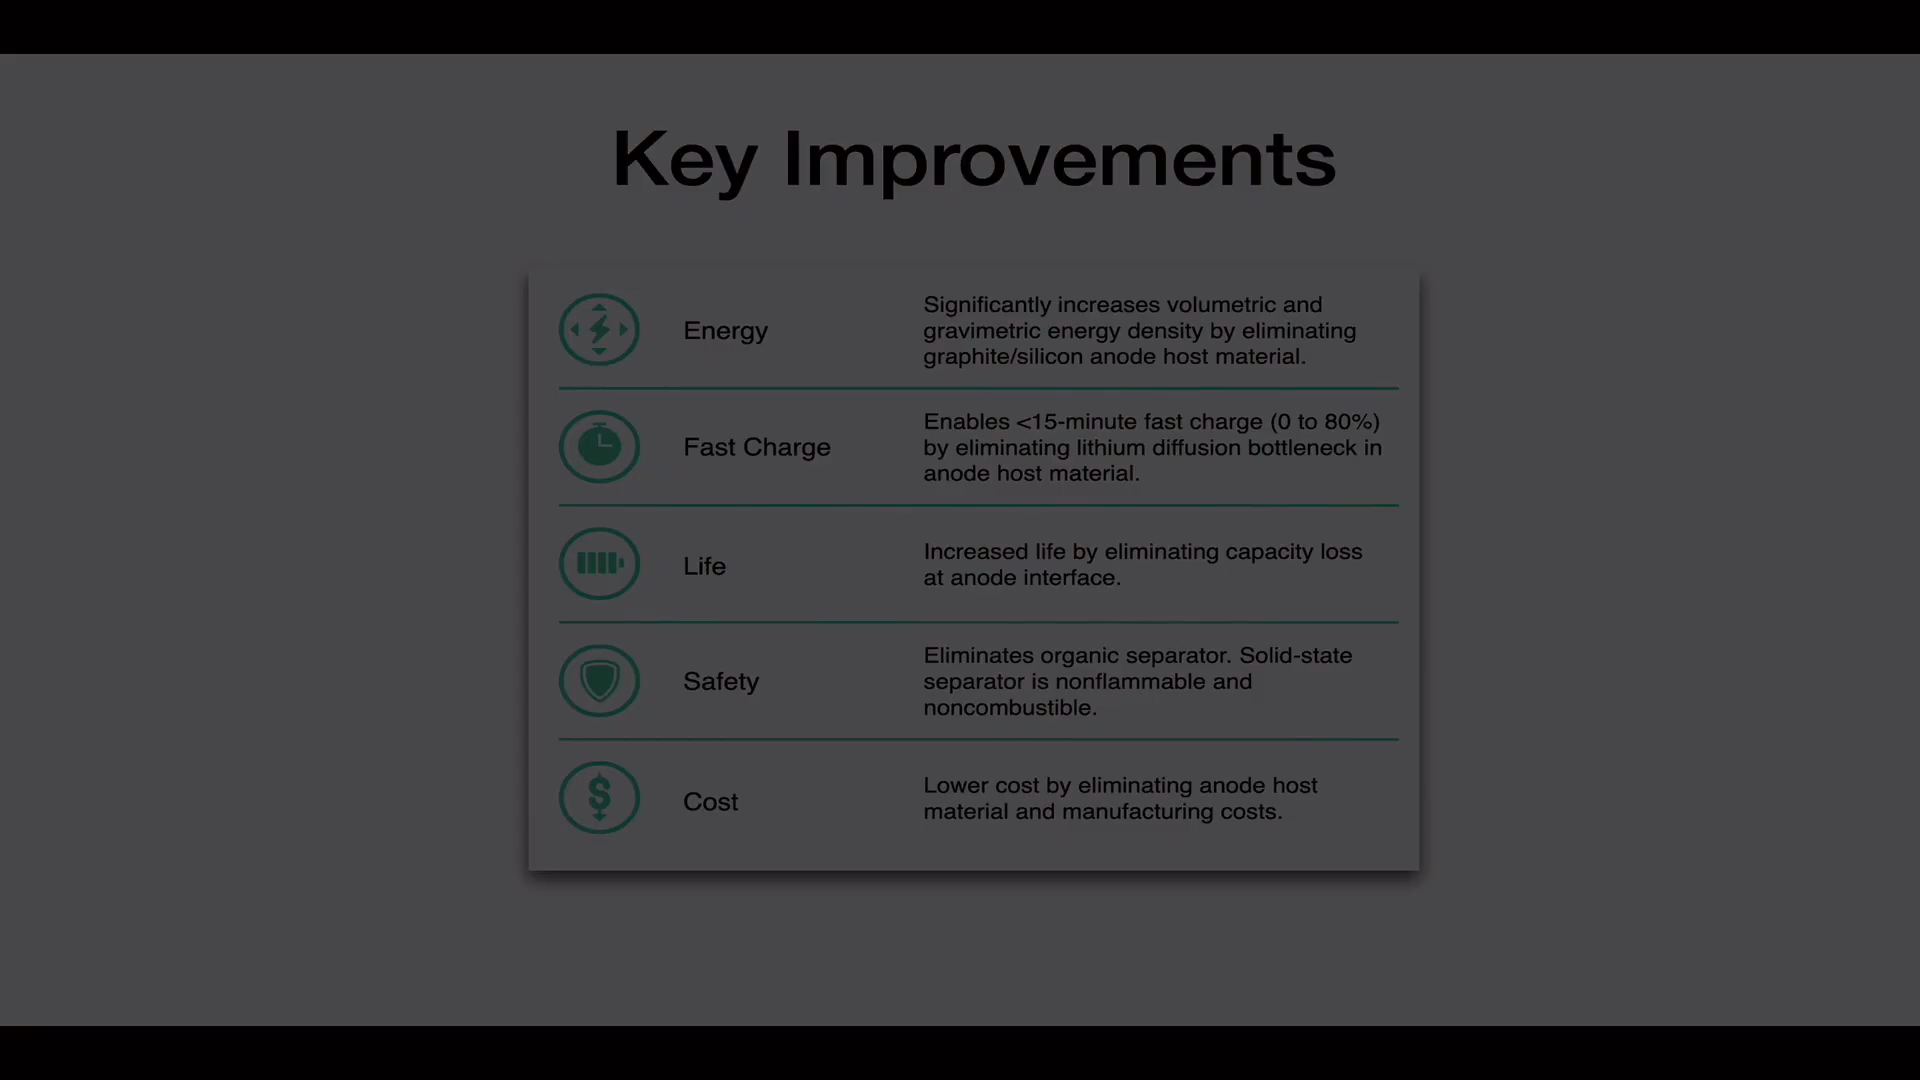 Key Improvements
Energy
Significantly increases volumetric and
gravimetric energy density by eliminating
graphite/silicon anode host material.
Fast Charge
Enables <15-minute fast charge (0 to 80%)
by eliminating lithium diffusion bottleneck in
anode host material.
Life
Increased life by eliminating capacity loss
at anode interface.
Safety
Eliminates organic separator. Solid-state
separator is nonflammable and
noncombustible.
$
Cost
Lower cost by eliminating anode host
material and manufacturing costs.